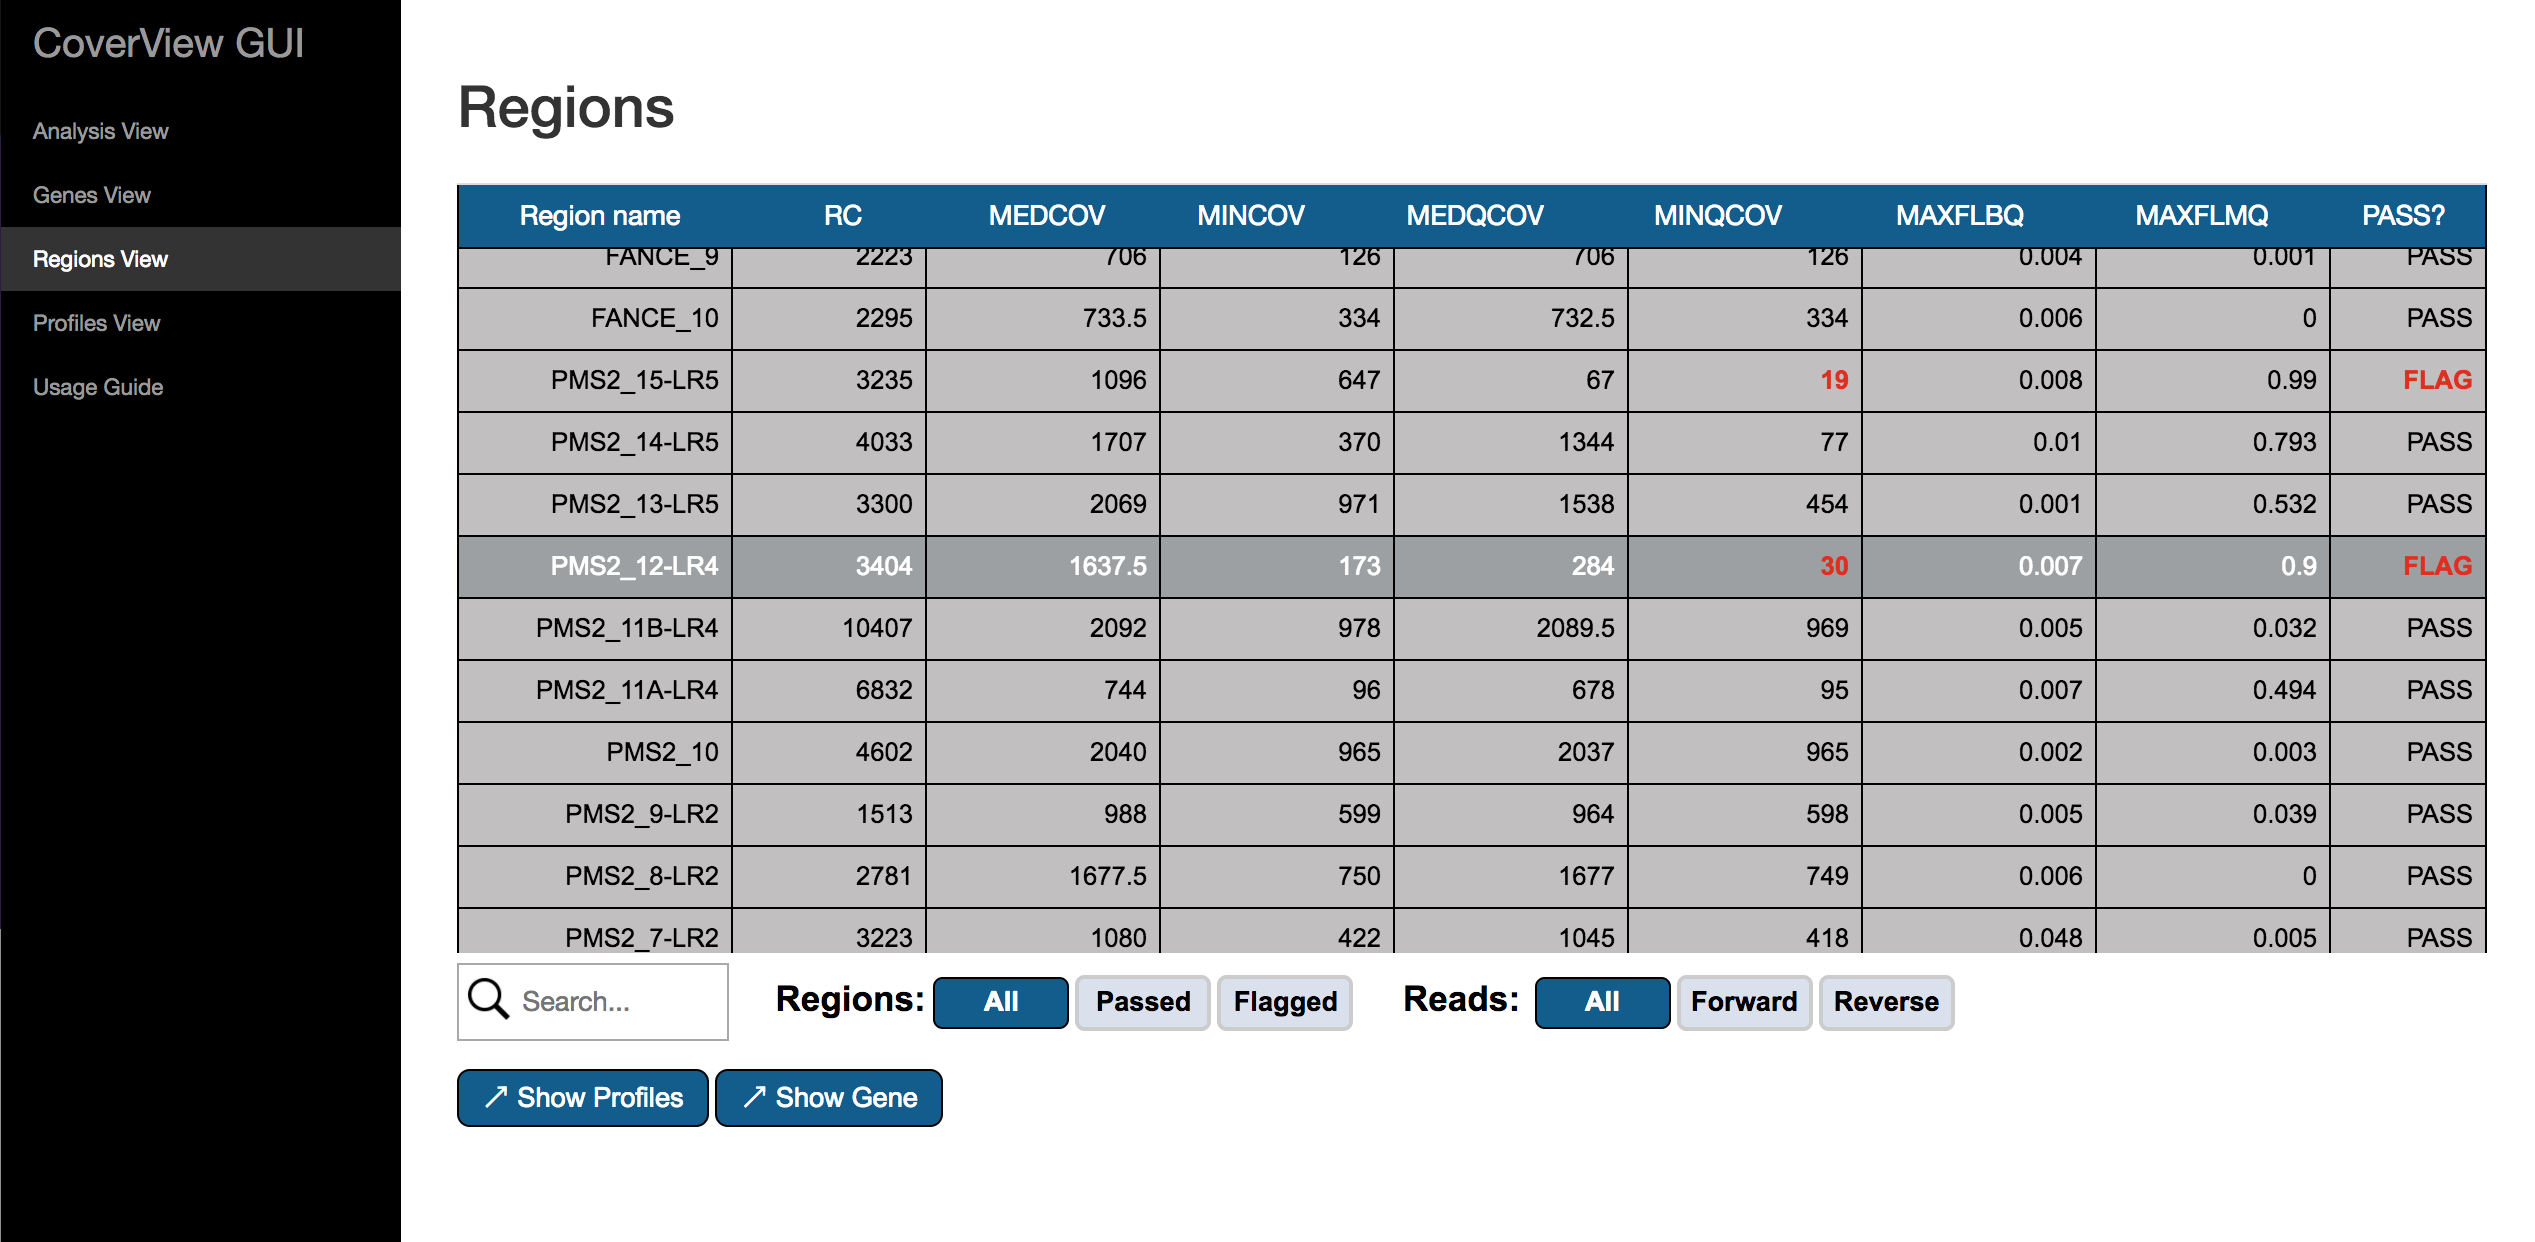 CoverView GUI
Analysis View
Genes View
Regions View
Profiles View
Usage Guide
Regions
Region name RC MEDCOV MINCOV MEDQCOV MINQCOV MAXFLBQ MAXFLMQ PASS?
FANCE_9 2223 706 126 706 126 0.004 0.001 PASS
FANCE_10 2295 733.5 334 732.5 334 0.006 0 PASS
PMS2_15-LR5 3235 1096 647 67 19 0.008 0.99 FLAG
PMS2_14-LR5 4033 1707 370 1344 77 0.01 0.793 PASS
PMS2_13-LR5 3300 2069 971 1538 454 0.001 0.532 PASS
PMS2_12-LR4 3404 1637.5 173 284 30 0.007 0.9 FLAG
PMS2_11B-LR4 10407 2092 978 2089.5 969 0.005 0.032 PASS
PMS2_11A-LR4 6832 744 96 678 95 0.007 0.494 PASS
PMS2_10 4602 2040 965 2037 965 0.002 0.003 PASS
PMS2_9-LR2 1513 988 599 964 598 0.005 0.039 PASS
PMS2_8-LR2 2781 1677.5 750 1677 749 0.006 0 PASS
PMS2_7-LR2 3223 1080 422 1045 418 0.048 0.005 PASS
Search... Regions: All Passed Flagged Reads: All Forward Reverse
↗ Show Profiles ↗ Show Gene